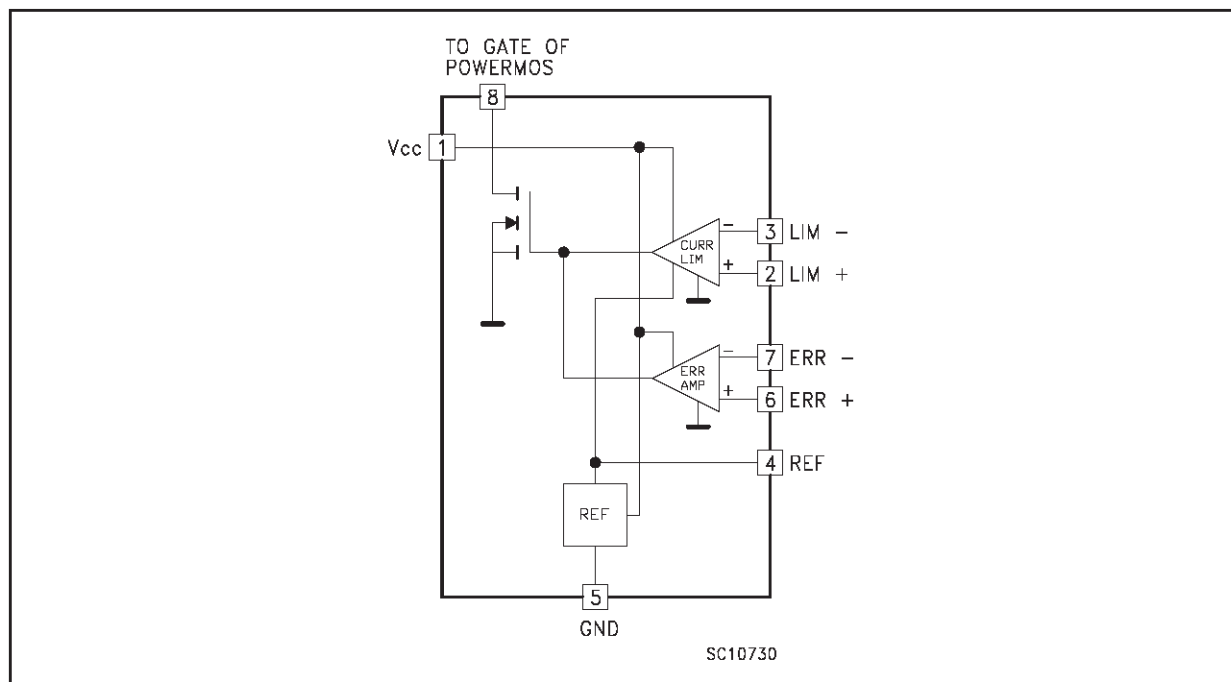 TO GATE OF
POWERMOS
8
Vcc 1
- 3 LIM -
CURR
LIM
+ 2 LIM +
- 7 ERR -
ERR
AMP
+ 6 ERR +
4 REF
REF
5
GND
SC10730